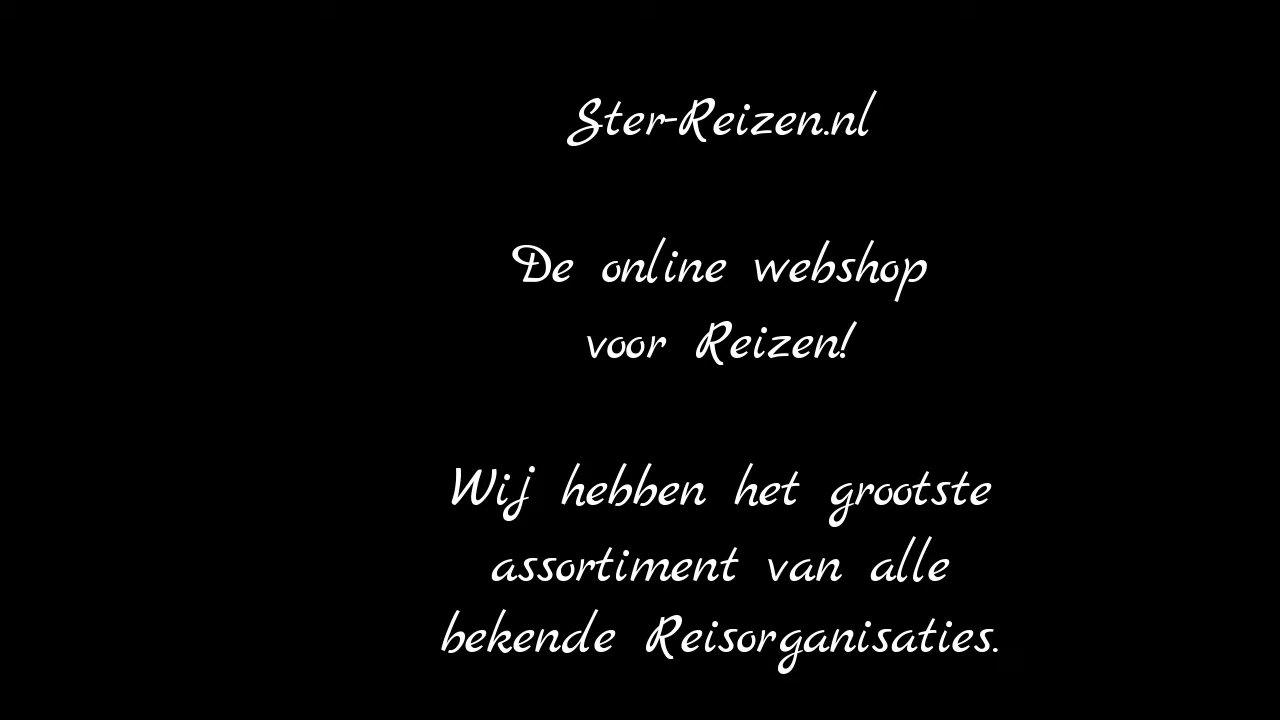 Ster-Reizen.nl
De online webshop
voor Reizen!
Wij hebben het grootste
assortiment van alle
bekende Reisorganisaties.